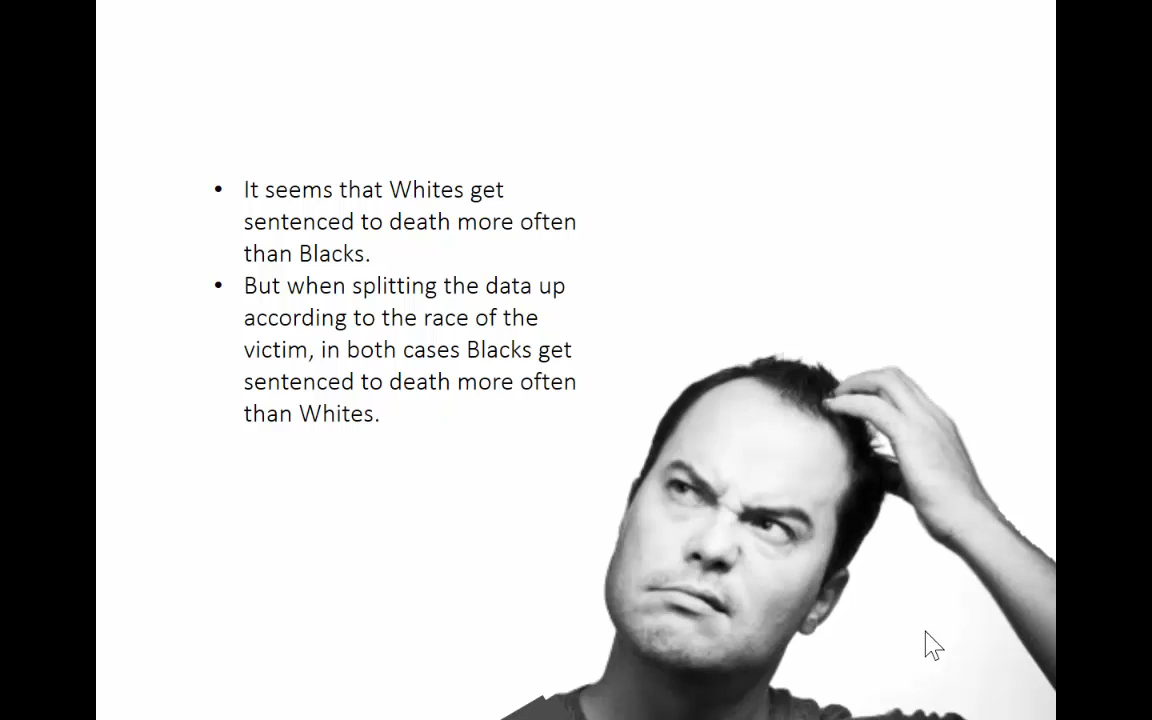 • It seems that Whites get
sentenced to death more often
than Blacks.
• But when splitting the data up
according to the race of the
victim, in both cases Blacks get
sentenced to death more often
than Whites.